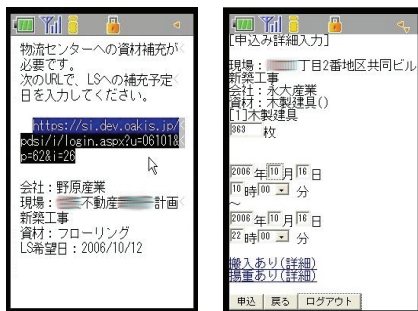 物流センターへの資材補充が
必要です。
次のURLで、LSへの補充予定
日を入力してください。
https://si.dev.oakis.jp/
pdsi/i/login.aspx?u=06101&
p=62&i=26
会社:野原産業
現場: 不動産 計画
新築工事
資材:フローリング
LS希望日:2006/10/12
[申込み詳細入力]
現場: 丁目2番地区共同ビル
新築工事
会社:永大産業
資材:木製建具()
[1]木製建具
363 枚
2006 年 10 月 16 日
10 時 00 分
~
2006 年 10 月 16 日
22 時 00 分
搬入あり(詳細)
揚重あり(詳細)
申込 戻る ログアウト